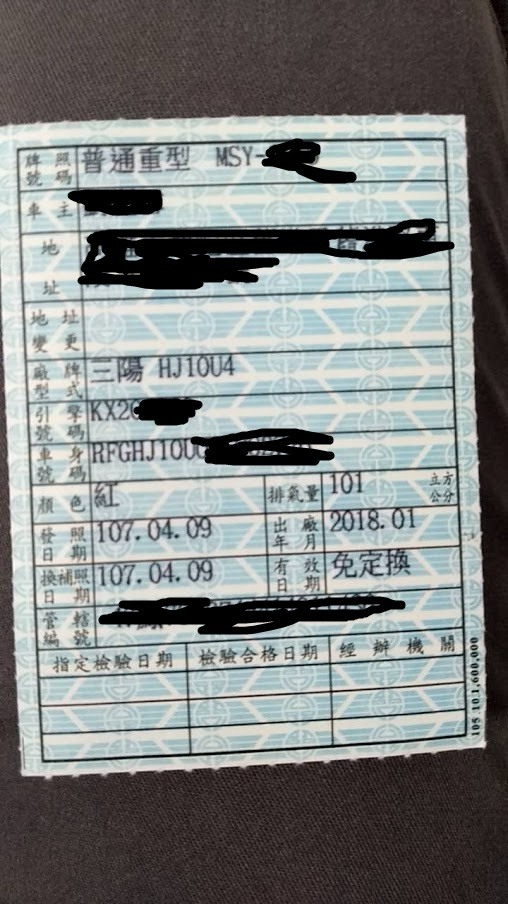 牌照號碼 普通重型 MSY-
車主
地址
地址變更
廠牌型式 三陽 HJ10U4
引擎號碼 KX2
車身號碼 RFGHJ10U
顏色 紅 排氣量 101 立方公分
發照日期 107.04.09 出廠年月 2018.01
換補照日期 107.04.09 有效日期 免定換
管轄編號
指定檢驗日期 檢驗合格日期 經辦機關
105.10.1,600,000